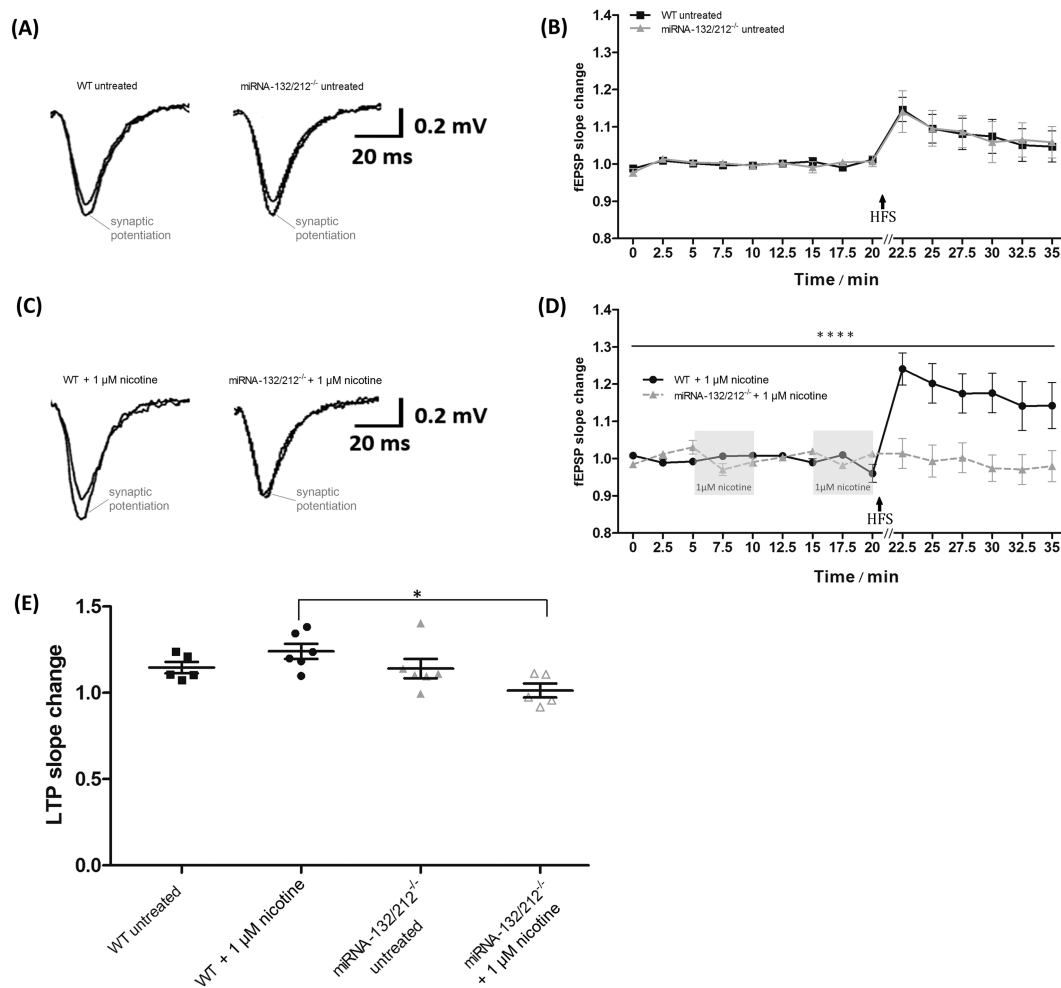 (A)
WT untreated
miRNA-132/212-/- untreated
0.2 mV
20 ms
synaptic
potentiation
synaptic
potentiation
(B)
WT untreated
miRNA-132/212-/- untreated
fEPSP slope change
1.4
1.3
1.2
1.1
1.0
0.9
0.8
HFS
0 2.5 5 7.5 10 12.5 15 17.5 20 // 22.5 25 27.5 30 32.5 35
Time / min
(C)
WT + 1 µM nicotine
miRNA-132/212-/- + 1 µM nicotine
0.2 mV
20 ms
synaptic
potentiation
synaptic
potentiation
(D)
****
WT + 1 µM nicotine
miRNA-132/212-/- + 1 µM nicotine
fEPSP slope change
1.4
1.3
1.2
1.1
1.0
0.9
0.8
1µM nicotine
1µM nicotine
HFS
0 2.5 5 7.5 10 12.5 15 17.5 20 // 22.5 25 27.5 30 32.5 35
Time / min
(E)
*
LTP slope change
1.5
1.0
0.5
0.0
WT untreated
WT + 1 µM nicotine
miRNA-132/212-/-
untreated
miRNA-132/212-/-
+ 1 µM nicotine